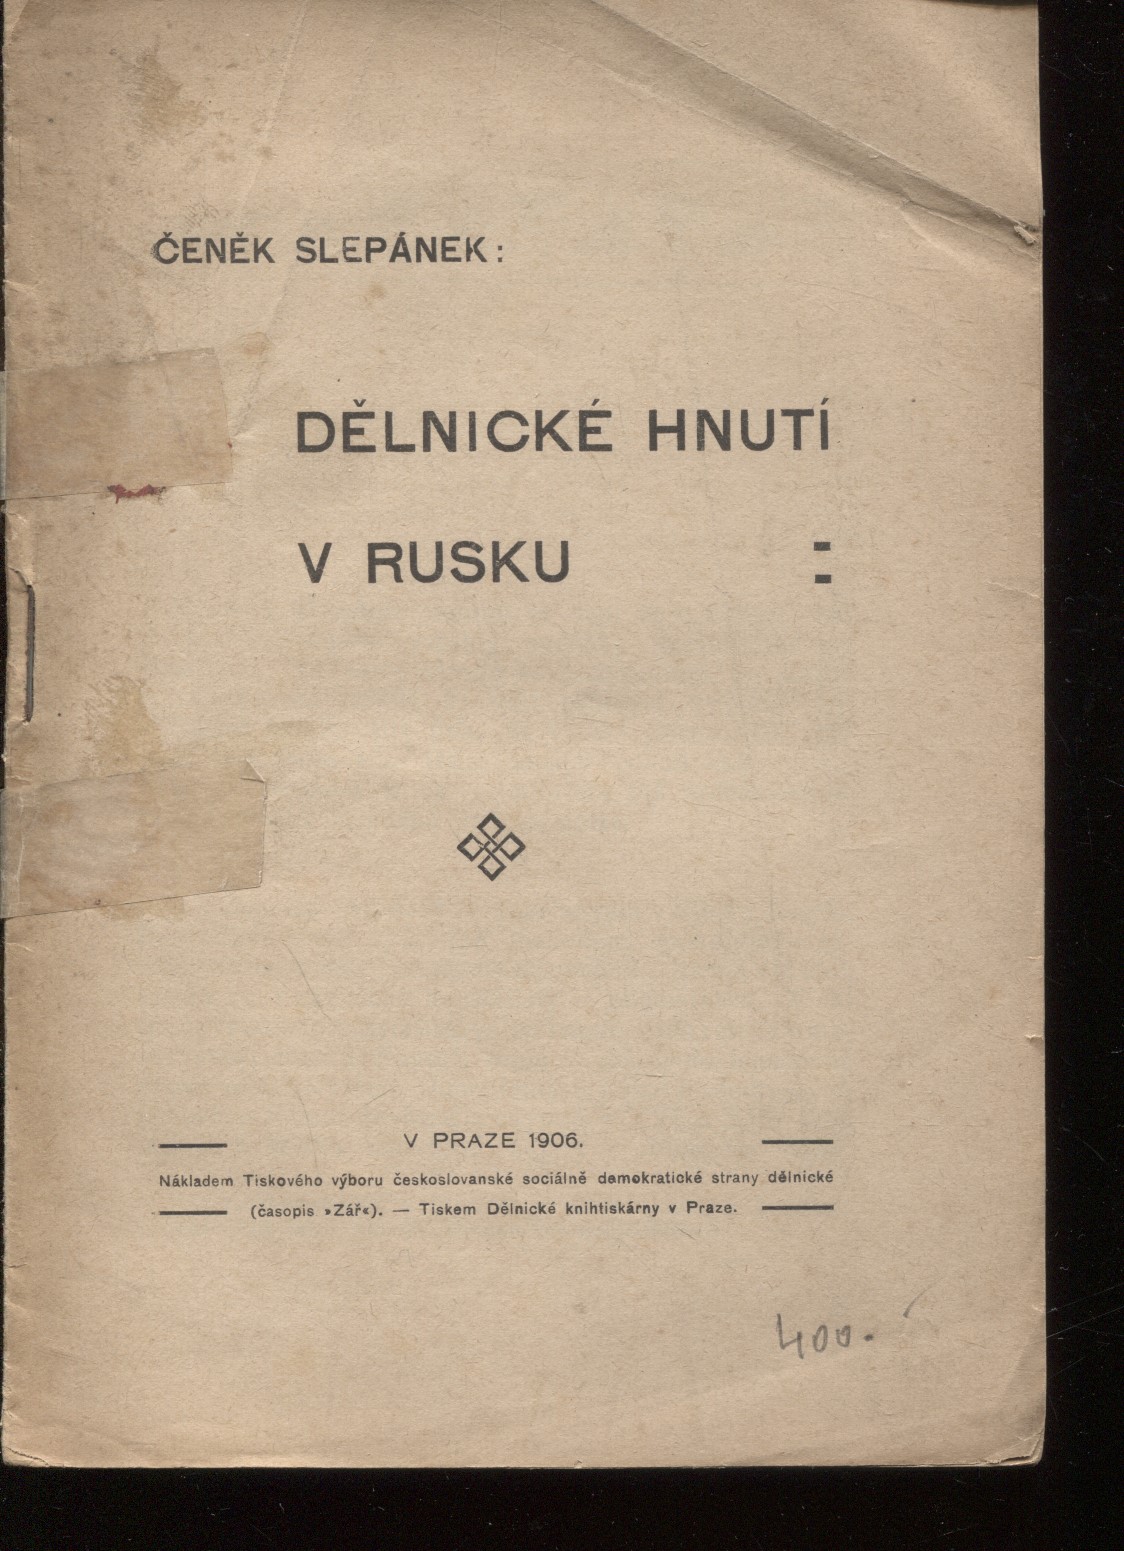 ČENĚK SLEPÁNEK:
DĚLNICKÉ HNUTÍ
V RUSKU
V PRAZE 1906.
Nákladem Tiskového výboru českoslovanské sociálně demokratické strany dělnické
(časopis »Zář«). — Tiskem Dělnické knihtiskárny v Praze.
400.